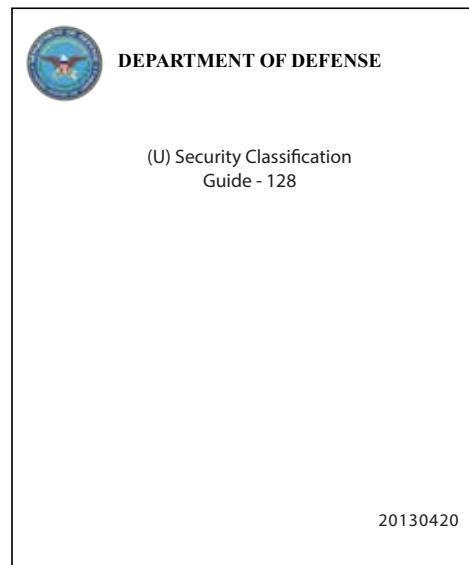 DEPARTMENT OF DEFENSE
(U) Security Classification
Guide - 128
20130420